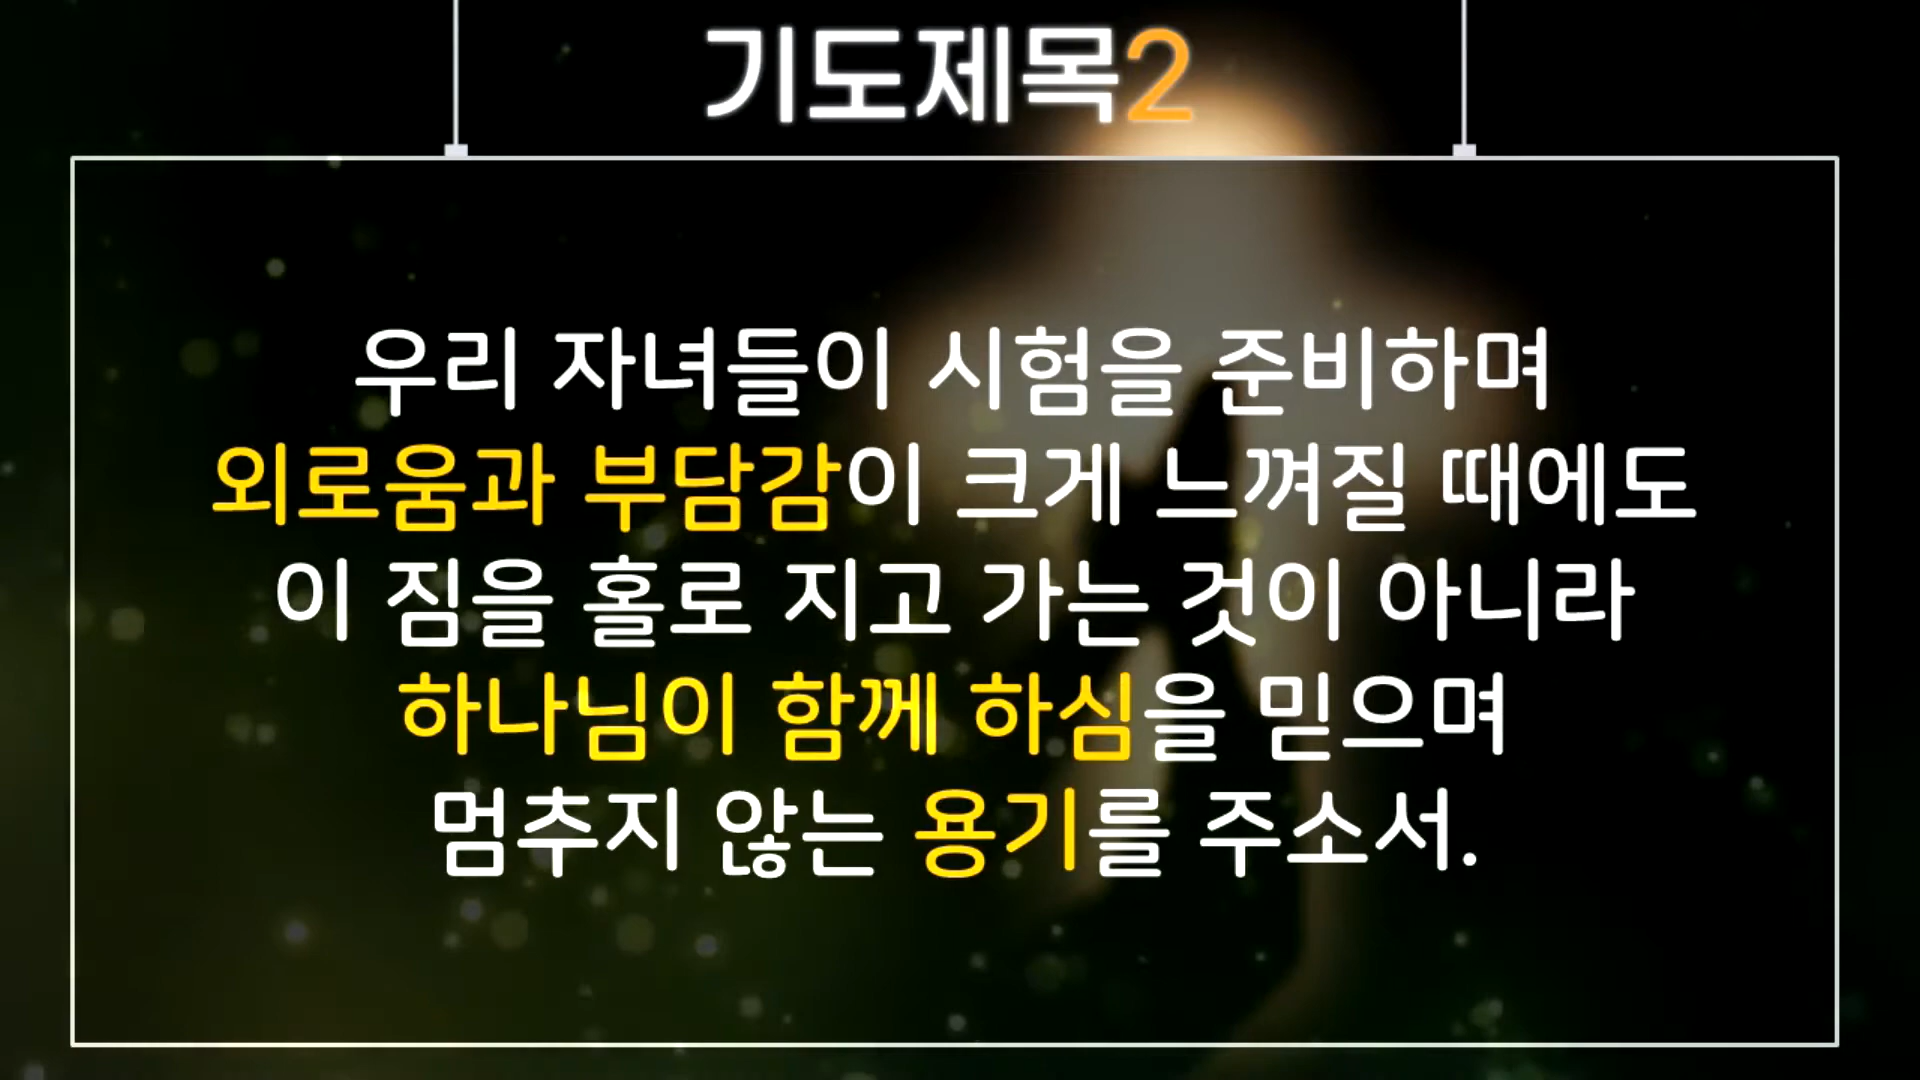 기도제목2
우리 자녀들이 시험을 준비하며
외로움과 부담감이 크게 느껴질 때에도
이 짐을 홀로 지고 가는 것이 아니라
하나님이 함께 하심을 믿으며
멈추지 않는 용기를 주소서.